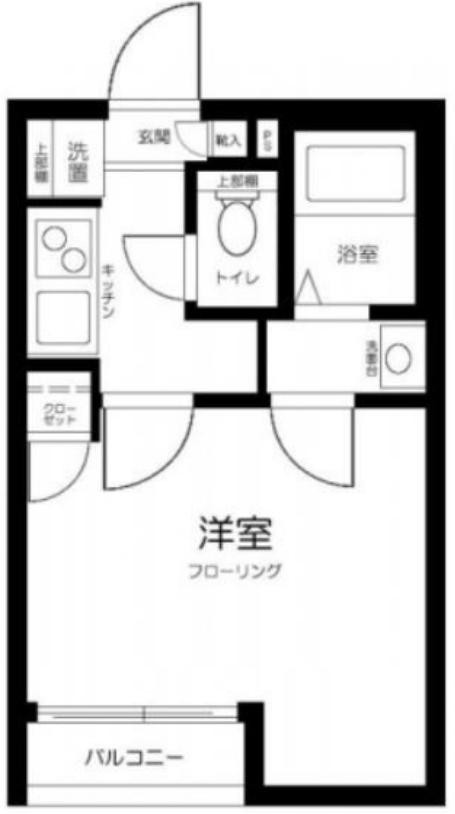 玄関
靴入
PS
上部棚
洗置
上部棚
浴室
トイレ
キッチン
洗面台
クロー
ゼット
洋室
フローリング
バルコニー